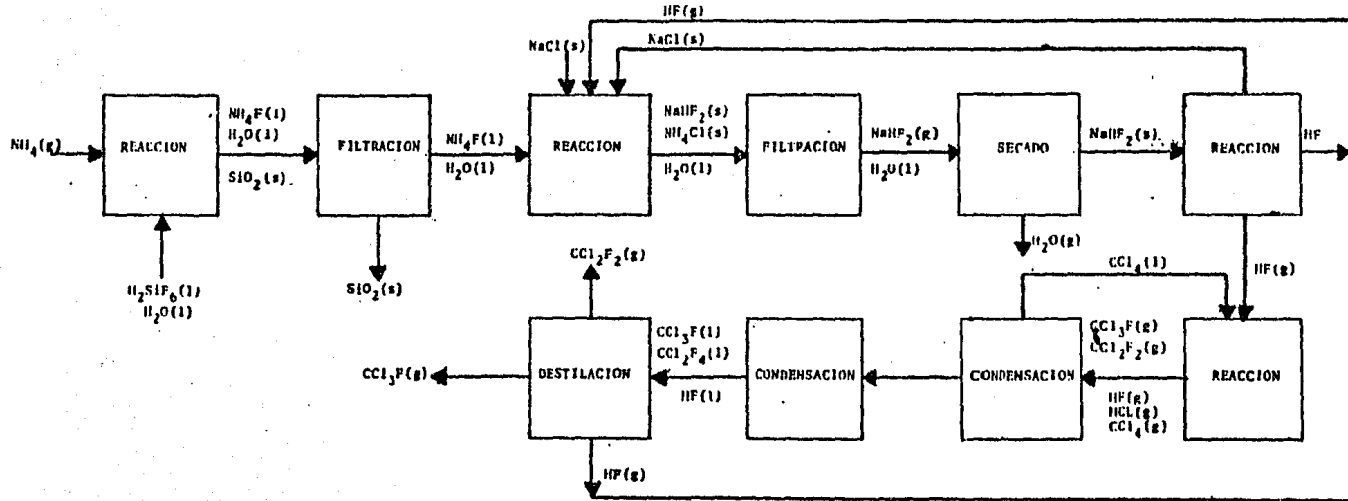 HF(g)
NaCl(s)
NaCl(s)
NH4(g)
REACCION
NH4F(l)
H2O(l)
SiO2(s)
FILTRACION
NH4F(l)
H2O(l)
REACCION
NaHF2(s)
NH4Cl(s)
H2O(l)
FILTRACION
NaHF2(g)
H2O(l)
SECADO
NaHF2(s)
REACCION
HF
H2SiF6(l)
H2O(l)
SiO2(s)
CCl2F2(g)
H2O(g)
CCl4(l)
HF(g)
CCl3F(g)
DESTILACION
CCl3F(l)
CCl2F4(l)
HF(l)
CONDENSACION
CONDENSACION
CCl3F(g)
CCl2F2(g)
HF(g)
HCL(g)
CCl4(g)
REACCION
HF(g)